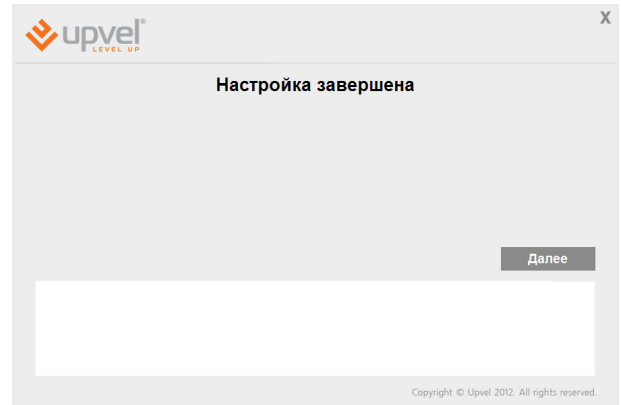 X
upvel®
LEVEL UP
Настройка завершена
Далее
Copyright © Upvel 2012. All rights reserved.